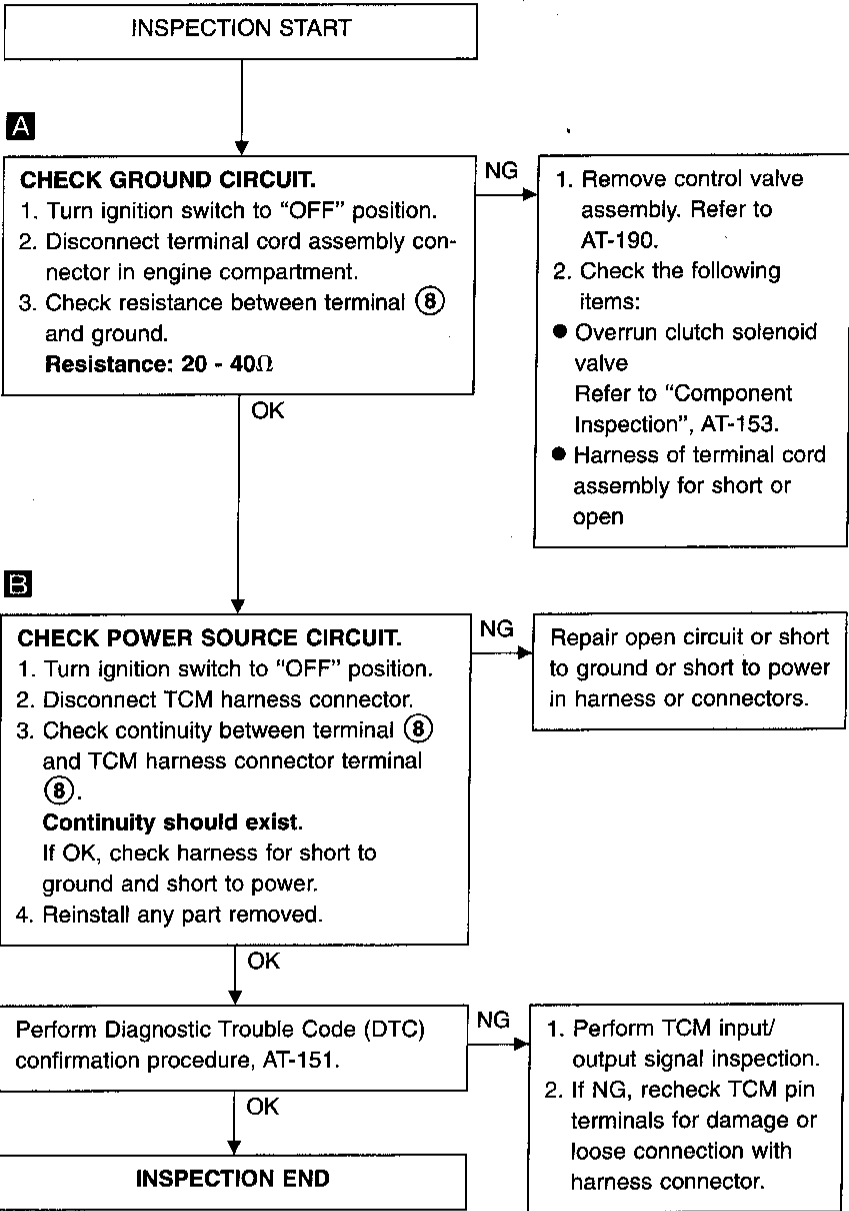 INSPECTION START
A
CHECK GROUND CIRCUIT.
1. Turn ignition switch to “OFF” position.
2. Disconnect terminal cord assembly con-
nector in engine compartment.
3. Check resistance between terminal ⑧
and ground.
Resistance: 20 - 40Ω
NG
1. Remove control valve
assembly. Refer to
AT-190.
2. Check the following
items:
● Overrun clutch solenoid
valve
Refer to “Component
Inspection”, AT-153.
● Harness of terminal cord
assembly for short or
open
OK
B
CHECK POWER SOURCE CIRCUIT.
1. Turn ignition switch to “OFF” position.
2. Disconnect TCM harness connector.
3. Check continuity between terminal ⑧
and TCM harness connector terminal
⑧.
Continuity should exist.
If OK, check harness for short to
ground and short to power.
4. Reinstall any part removed.
NG
Repair open circuit or short
to ground or short to power
in harness or connectors.
OK
Perform Diagnostic Trouble Code (DTC)
confirmation procedure, AT-151.
NG
1. Perform TCM input/
output signal inspection.
2. If NG, recheck TCM pin
terminals for damage or
loose connection with
harness connector.
OK
INSPECTION END